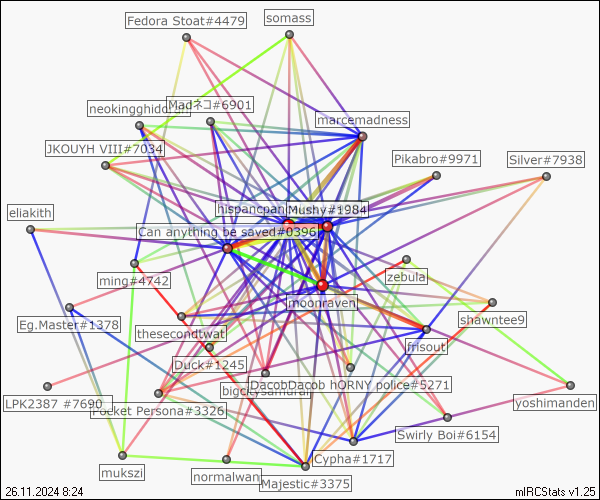 Fedora Stoat#4479
somass
neokingghidorah
Madネコ#6901
marcemadness
JKOUYH VIII#7034
Pikabro#9971
Silver#7938
eliakith
Mushy#1984
Can anything be saved#0396
ming#4742
zebula
moonraven
Eg.Master#1378
thesecondtwat
shawntee9
frisout
Duck#1245
DacobDacob hORNY police#5271
LPK2387 #7690
Pocket Persona#3326
yoshimanden
Swirly Boi#6154
Cypha#1717
mukszi
normalwan
Majestic#3375
26.11.2024 8:24
mIRCStats v1.25